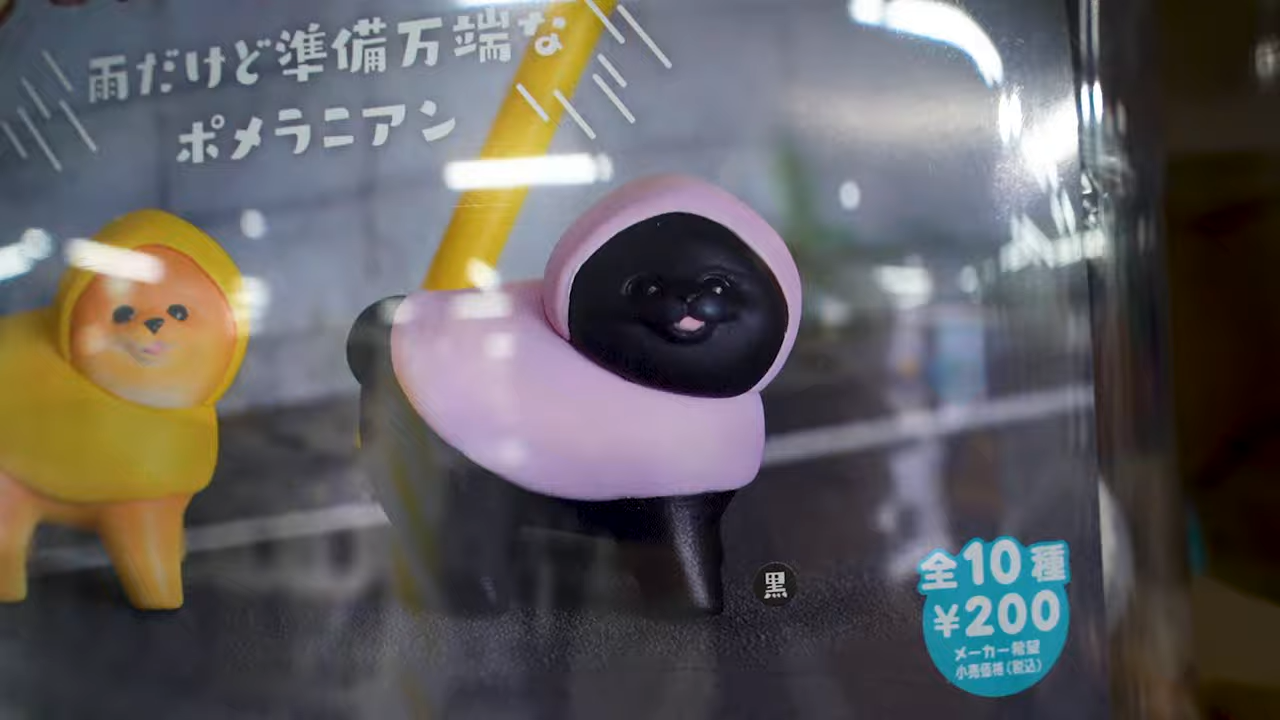 雨だけど準備万端な
ポメラニアン
黒
全10種
¥200
メーカー希望
小売価格(税込)